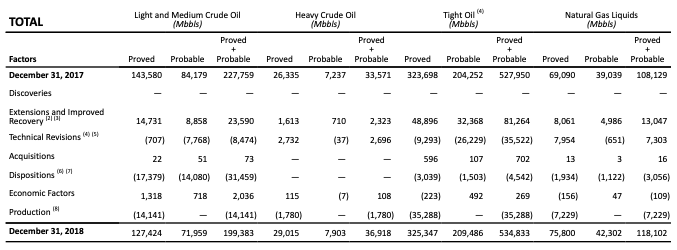 TOTAL Light and Medium Crude Oil Heavy Crude Oil Tight Oil (4) Natural Gas Liquids
(Mbbls) (Mbbls) (Mbbls) (Mbbls)
Proved Proved Proved Proved
+ + + +
Factors Proved Probable Probable Proved Probable Probable Proved Probable Probable Proved Probable Probable
December 31, 2017 143,580 84,179 227,759 26,335 7,237 33,571 323,698 204,252 527,950 69,090 39,039 108,129
Discoveries — — — — — — — — — — — —
Extensions and Improved
Recovery (2) (3) 14,731 8,858 23,590 1,613 710 2,323 48,896 32,368 81,264 8,061 4,986 13,047
Technical Revisions (4) (5) (707) (7,768) (8,474) 2,732 (37) 2,696 (9,293) (26,229) (35,522) 7,954 (651) 7,303
Acquisitions 22 51 73 — — — 596 107 702 13 3 16
Dispositions (6) (7) (17,379) (14,080) (31,459) — — — (3,039) (1,503) (4,542) (1,934) (1,122) (3,056)
Economic Factors 1,318 718 2,036 115 (7) 108 (223) 492 269 (156) 47 (109)
Production (8) (14,141) — (14,141) (1,780) — (1,780) (35,288) — (35,288) (7,229) — (7,229)
December 31, 2018 127,424 71,959 199,383 29,015 7,903 36,918 325,347 209,486 534,833 75,800 42,302 118,102